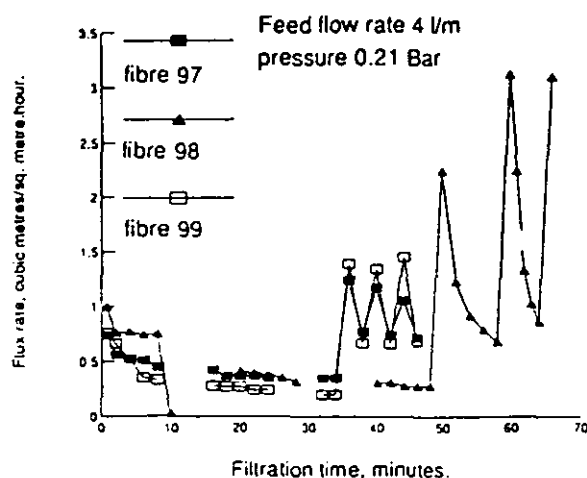 Feed flow rate 4 l/m
pressure 0.21 Bar
fibre 97
fibre 98
fibre 99
Flux rate, cubic metres/sq. metre.hour.
3.5
3
2.5
2
1.5
1
0.5
0
0 10 20 30 40 50 60 70
Filtration time, minutes.